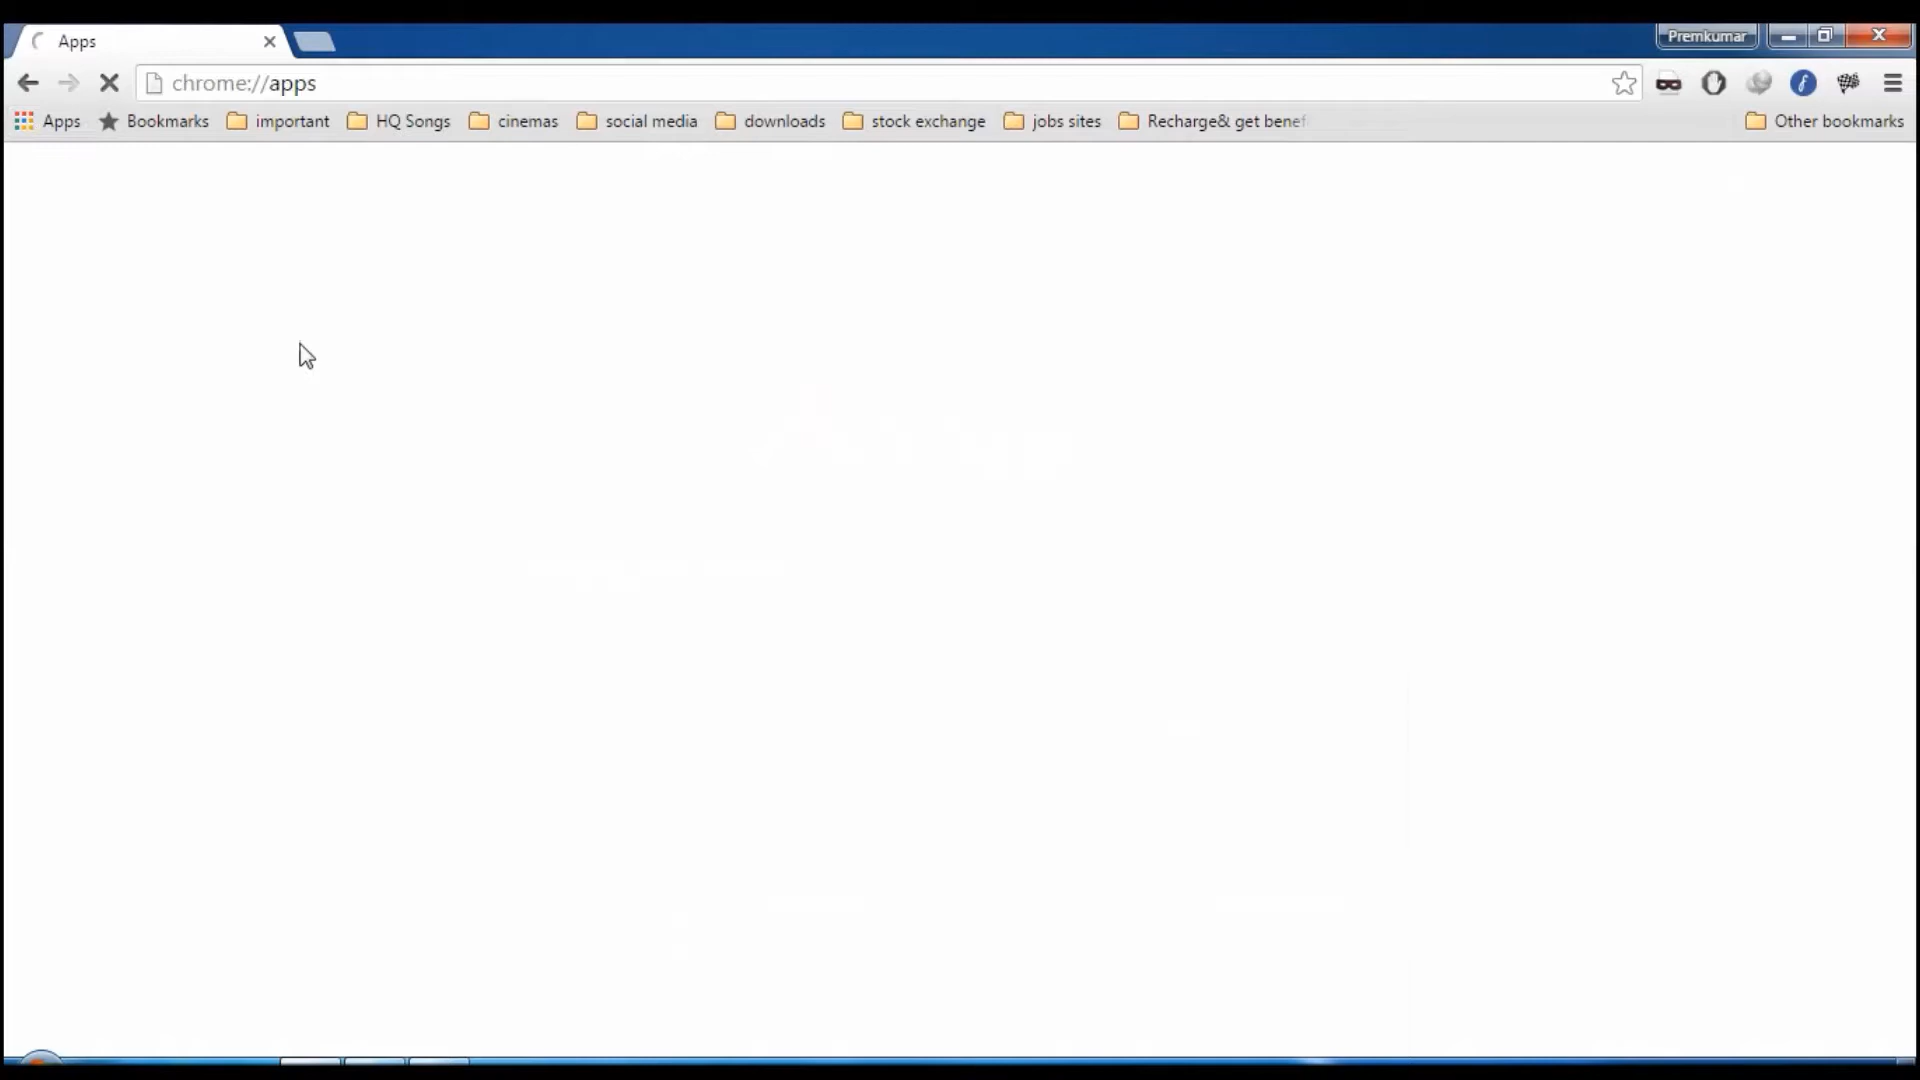 Apps
Premkumar
chrome://apps
Apps Bookmarks important HQ Songs cinemas social media downloads stock exchange jobs sites Recharge& get benef Other bookmarks